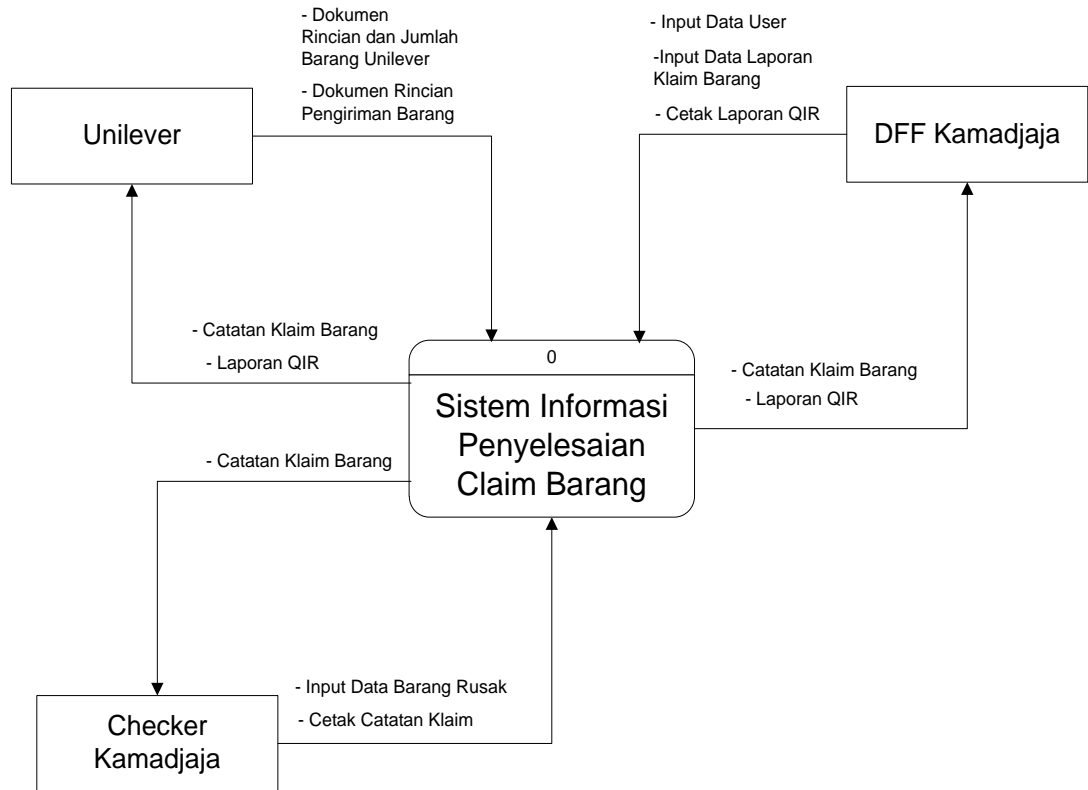 - Dokumen
Rincian dan Jumlah
Barang Unilever
- Dokumen Rincian
Pengiriman Barang
- Input Data User
-Input Data Laporan
Klaim Barang
- Cetak Laporan QIR
Unilever
DFF Kamadjaja
- Catatan Klaim Barang
- Laporan QIR
0
Sistem Informasi
Penyelesaian
Claim Barang
- Catatan Klaim Barang
- Laporan QIR
- Catatan Klaim Barang
- Input Data Barang Rusak
- Cetak Catatan Klaim
Checker
Kamadjaja